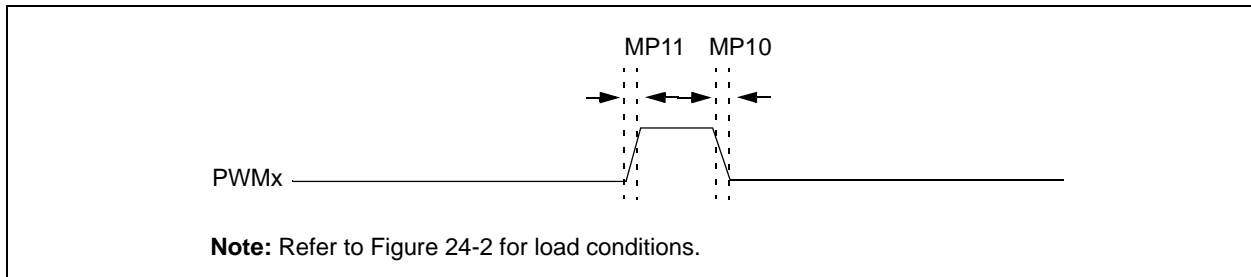 MP11 MP10
PWMx
Note: Refer to Figure 24-2 for load conditions.